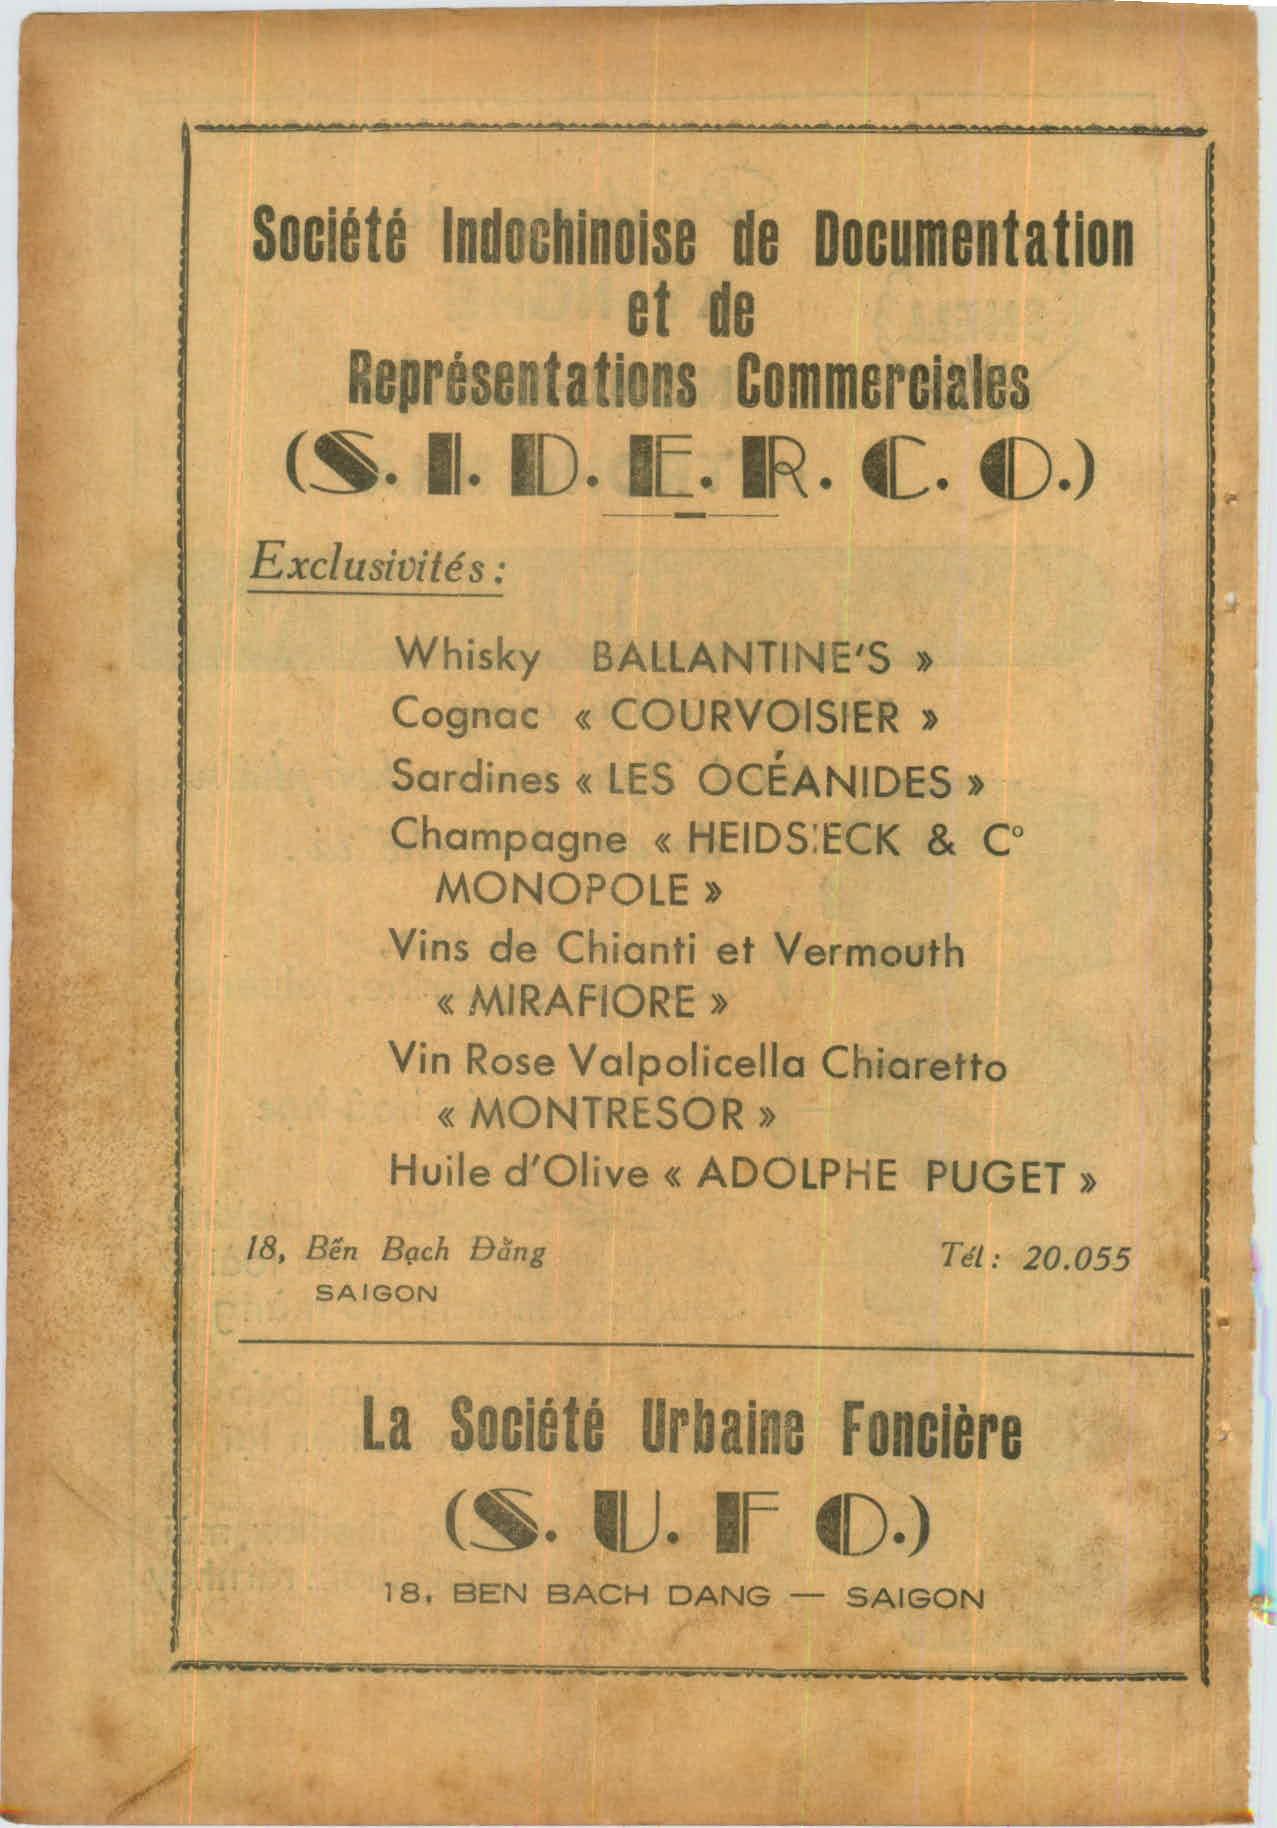 Société Indochinoise de Documentation
et de
Représentations Commerciales
(S. I. D. E. R. C. O.)
Exclusivités :
Whisky BALLANTINE'S »
Cognac « COURVOISIER »
Sardines « LES OCÉANIDES »
Champagne « HEIDSIECK & Cº
MONOPOLE »
Vins de Chianti et Vermouth
« MIRAFIORE »
Vin Rose Valpolicella Chiaretto
« MONTRESOR »
Huile d'Olive « ADOLPHE PUGET »
18, Bến Bạch Đằng Tél : 20.055
SAIGON
La Société Urbaine Foncière
(S. U. F O.)
18, BEN BACH DANG — SAIGON